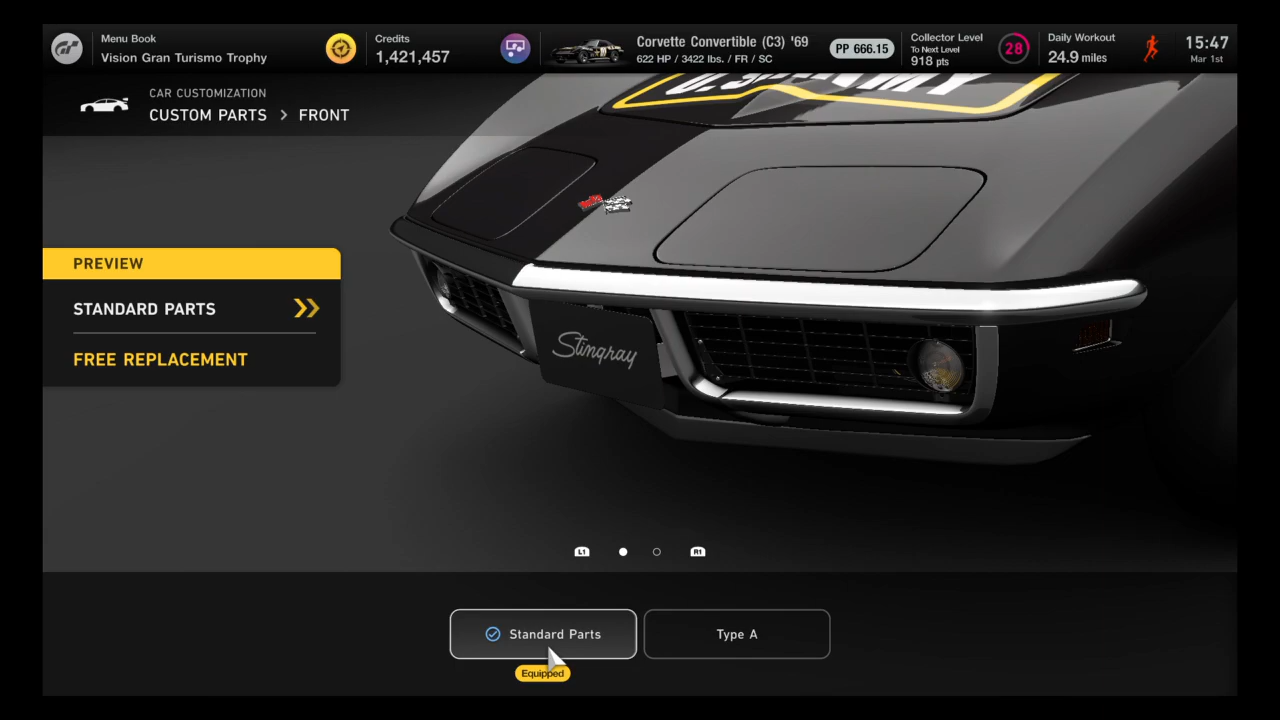 Menu Book
Vision Gran Turismo Trophy
Credits
1,421,457
Corvette Convertible (C3) '69
622 HP / 3422 lbs. / FR / SC
PP 666.15
Collector Level
To Next Level
918 pts
28
Daily Workout
24.9 miles
15:47
Mar 1st
CAR CUSTOMIZATION
CUSTOM PARTS > FRONT
U.S. ARMY
PREVIEW
STANDARD PARTS
FREE REPLACEMENT
Stingray
L1
R1
Standard Parts
Type A
Equipped